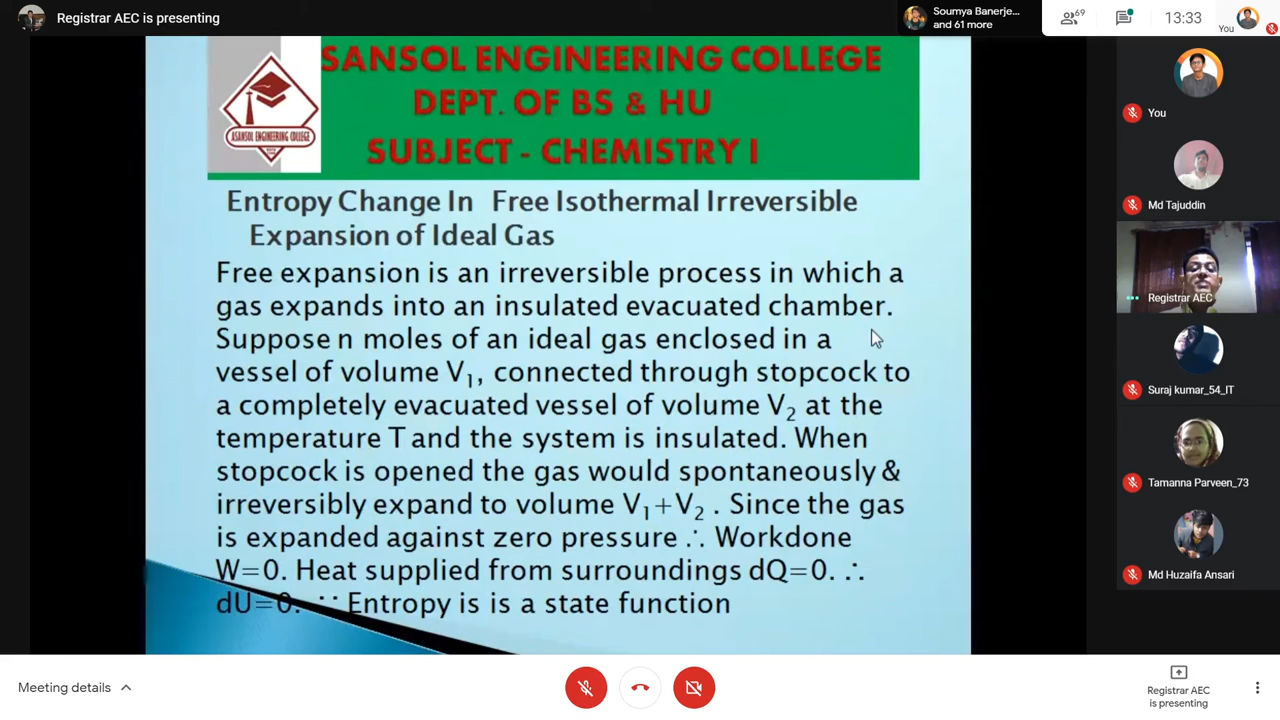 Registrar AEC is presenting
Soumya Banerje...
and 61 more
69
13:33
You
SANSOL ENGINEERING COLLEGE
DEPT. OF BS & HU
SUBJECT - CHEMISTRY I
ASANSOL ENGINEERING COLLEGE
Entropy Change In Free Isothermal Irreversible
Expansion of Ideal Gas
Free expansion is an irreversible process in which a
gas expands into an insulated evacuated chamber.
Suppose n moles of an ideal gas enclosed in a
vessel of volume V₁, connected through stopcock to
a completely evacuated vessel of volume V₂ at the
temperature T and the system is insulated. When
stopcock is opened the gas would spontaneously &
irreversibly expand to volume V₁+V₂ . Since the gas
is expanded against zero pressure ∴ Workdone
W=0. Heat supplied from surroundings dQ=0. ∴
dU=0. ∵ Entropy is is a state function
You
Md Tajuddin
Registrar AEC
Suraj kumar_54_IT
Tamanna Parveen_73
Md Huzaifa Ansari
Meeting details
Registrar AEC
is presenting